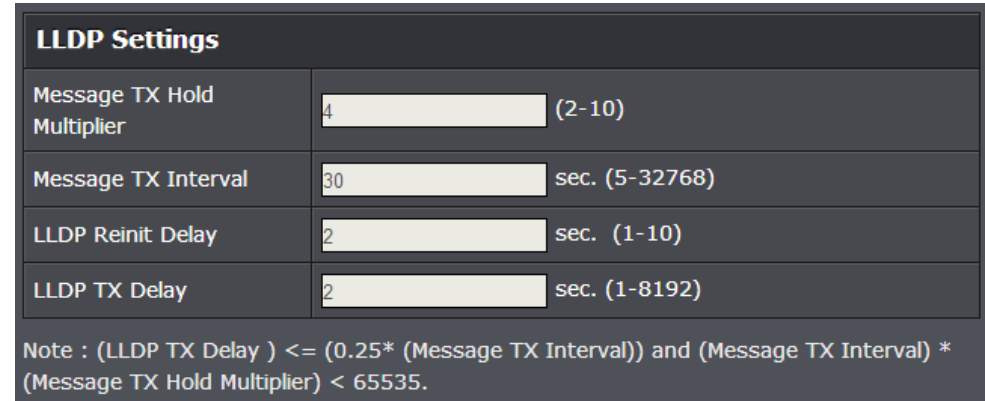 LLDP Settings
Message TX Hold
Multiplier
4 (2-10)
Message TX Interval 30 sec. (5-32768)
LLDP Reinit Delay 2 sec. (1-10)
LLDP TX Delay 2 sec. (1-8192)
Note : (LLDP TX Delay ) <= (0.25* (Message TX Interval)) and (Message TX Interval) *
(Message TX Hold Multiplier) < 65535.